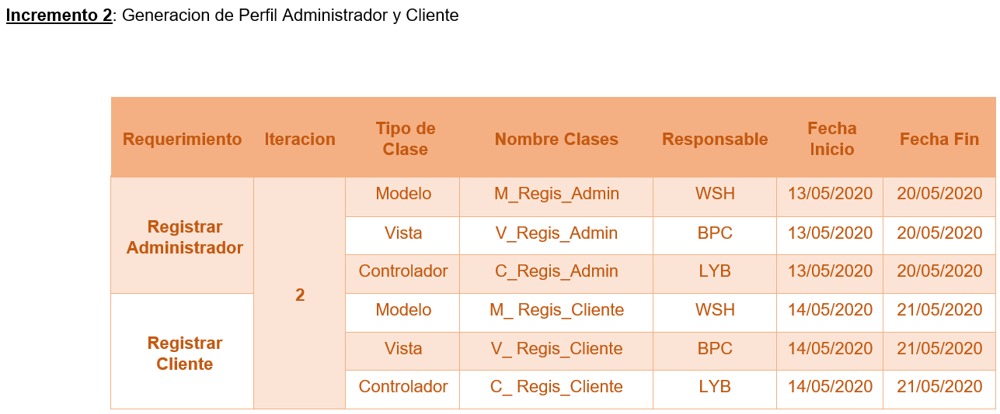 Incremento 2: Generacion de Perfil Administrador y Cliente
Requerimiento Iteracion Tipo de Clase Nombre Clases Responsable Fecha Inicio Fecha Fin
Registrar Administrador 2 Modelo M_Regis_Admin WSH 13/05/2020 20/05/2020
Vista V_Regis_Admin BPC 13/05/2020 20/05/2020
Controlador C_Regis_Admin LYB 13/05/2020 20/05/2020
Registrar Cliente Modelo M_ Regis_Cliente WSH 14/05/2020 21/05/2020
Vista V_ Regis_Cliente BPC 14/05/2020 21/05/2020
Controlador C_ Regis_Cliente LYB 14/05/2020 21/05/2020